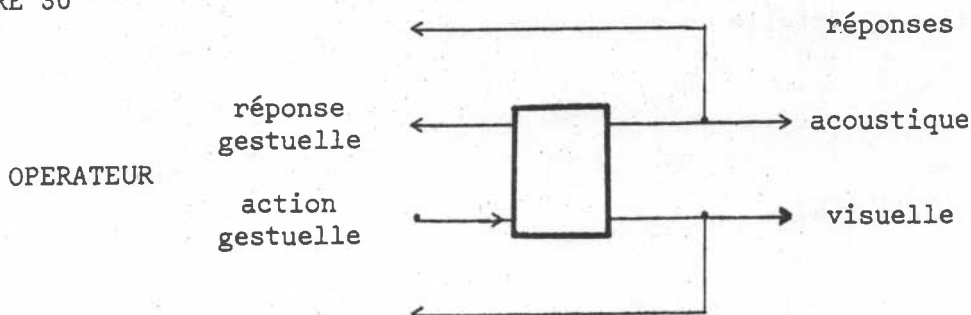 RE 30
réponses
réponse
gestuelle
acoustique
OPERATEUR
action
gestuelle
visuelle